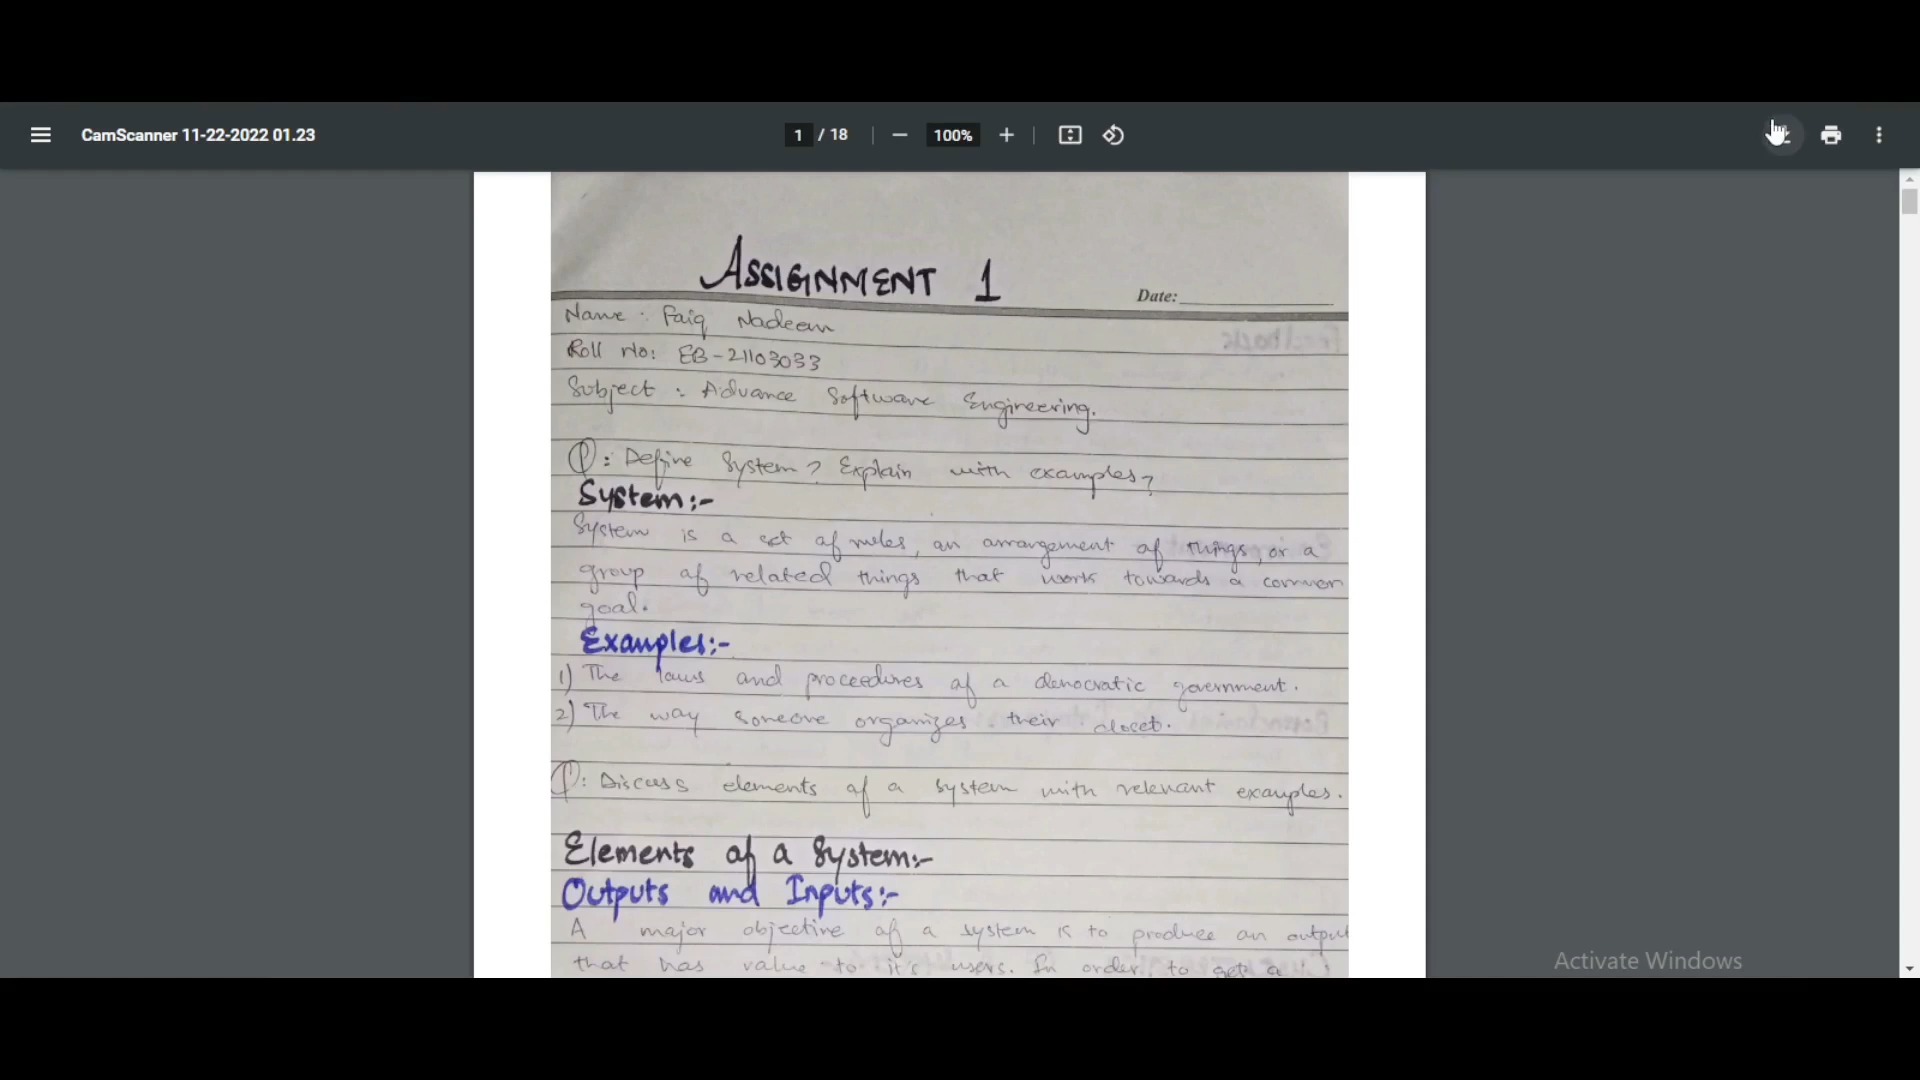 CamScanner 11-22-2022 01.23
1 / 18
100%
ASSIGNMENT 1
Date:
Name : Faiq Nadeem
Roll No: EB-21103033
Subject : Advance Software Engineering.
Q: Define System? Explain with examples?
System:-
System is a set of rules, an arrangement of things, or a
group of related things that work towards a common
goal.
Examples:-
1) The laws and proceedures of a democratic government.
2) The way someone organizes their closet.
Q: Discuss elements of a system with relevant examples.
Elements of a System:-
Outputs and Inputs:-
A major objective of a system is to produce an output
that has value to it's users. In order to get a
Activate Windows